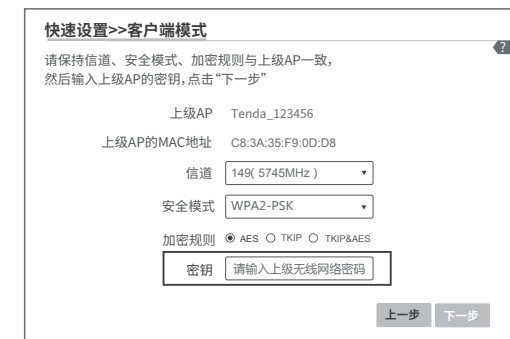 快速设置>>客户端模式
?
请保持信道、安全模式、加密规则与上级AP一致，
然后输入上级AP的密钥，点击“下一步”
上级AP Tenda_123456
上级AP的MAC地址 C8:3A:35:F9:0D:D8
信道 149( 5745MHz )
安全模式 WPA2-PSK
加密规则 AES TKIP TKIP&AES
密钥 请输入上级无线网络密码
上一步 下一步